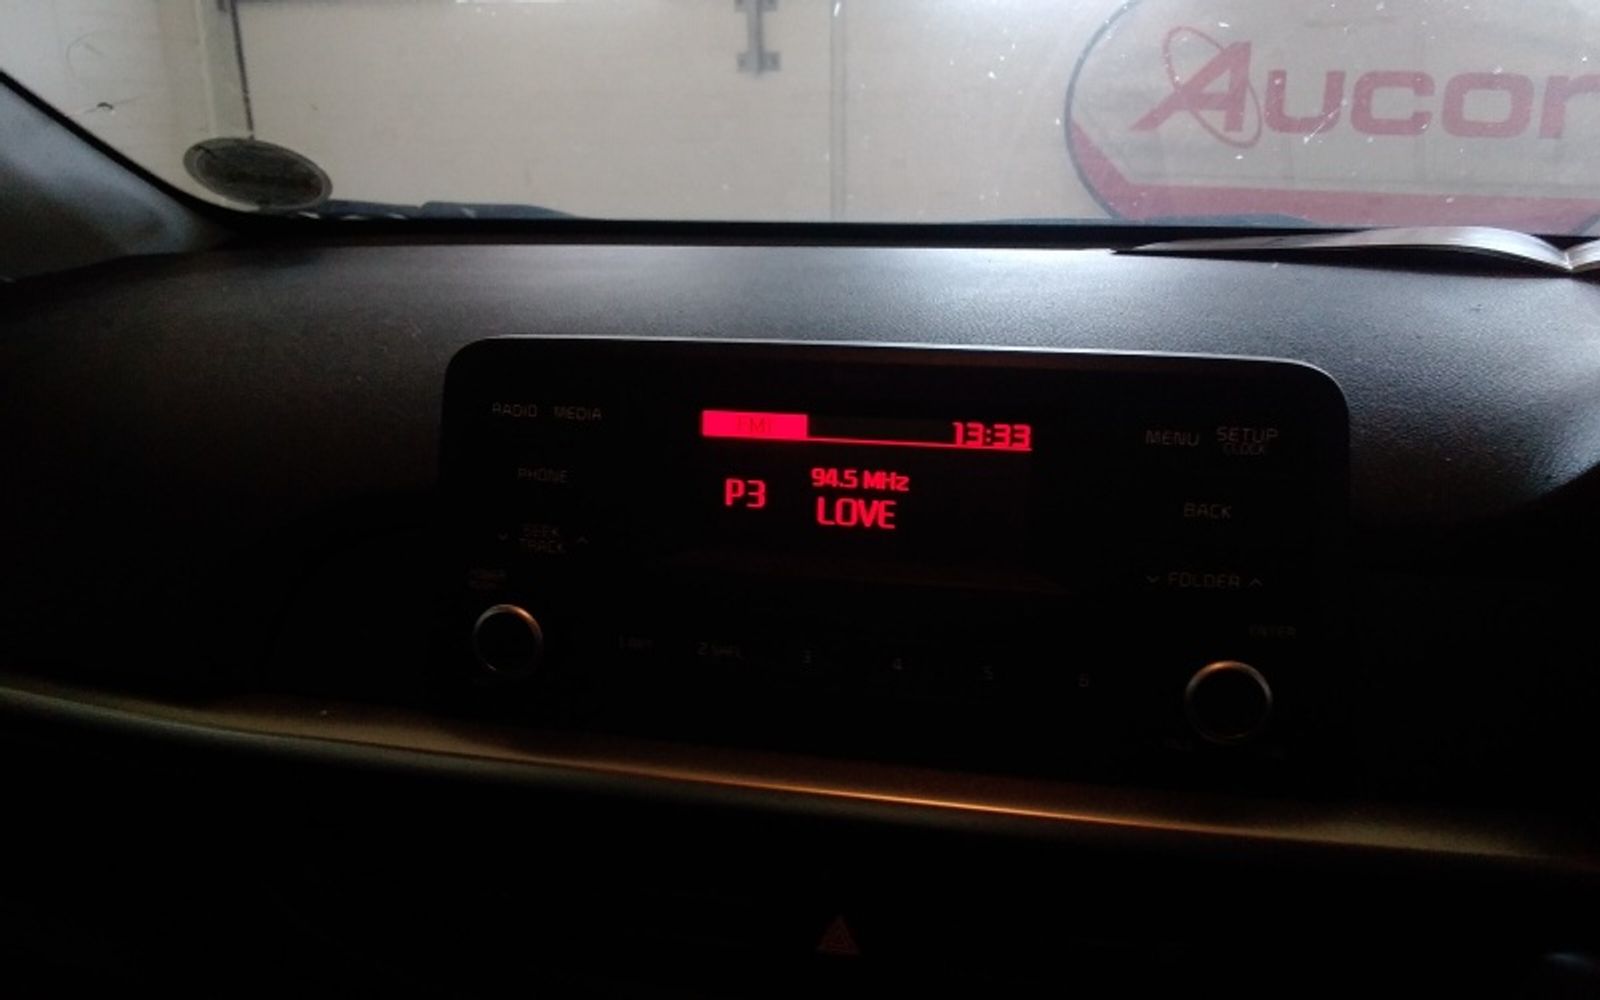 Aucor
RADIO MEDIA
FM1
13:33
MENU SETUP
CLOCK
PHONE
P3
94.5 MHz
LOVE
BACK
SEEK
TRACK
FOLDER
ENTER
3
4
5
6